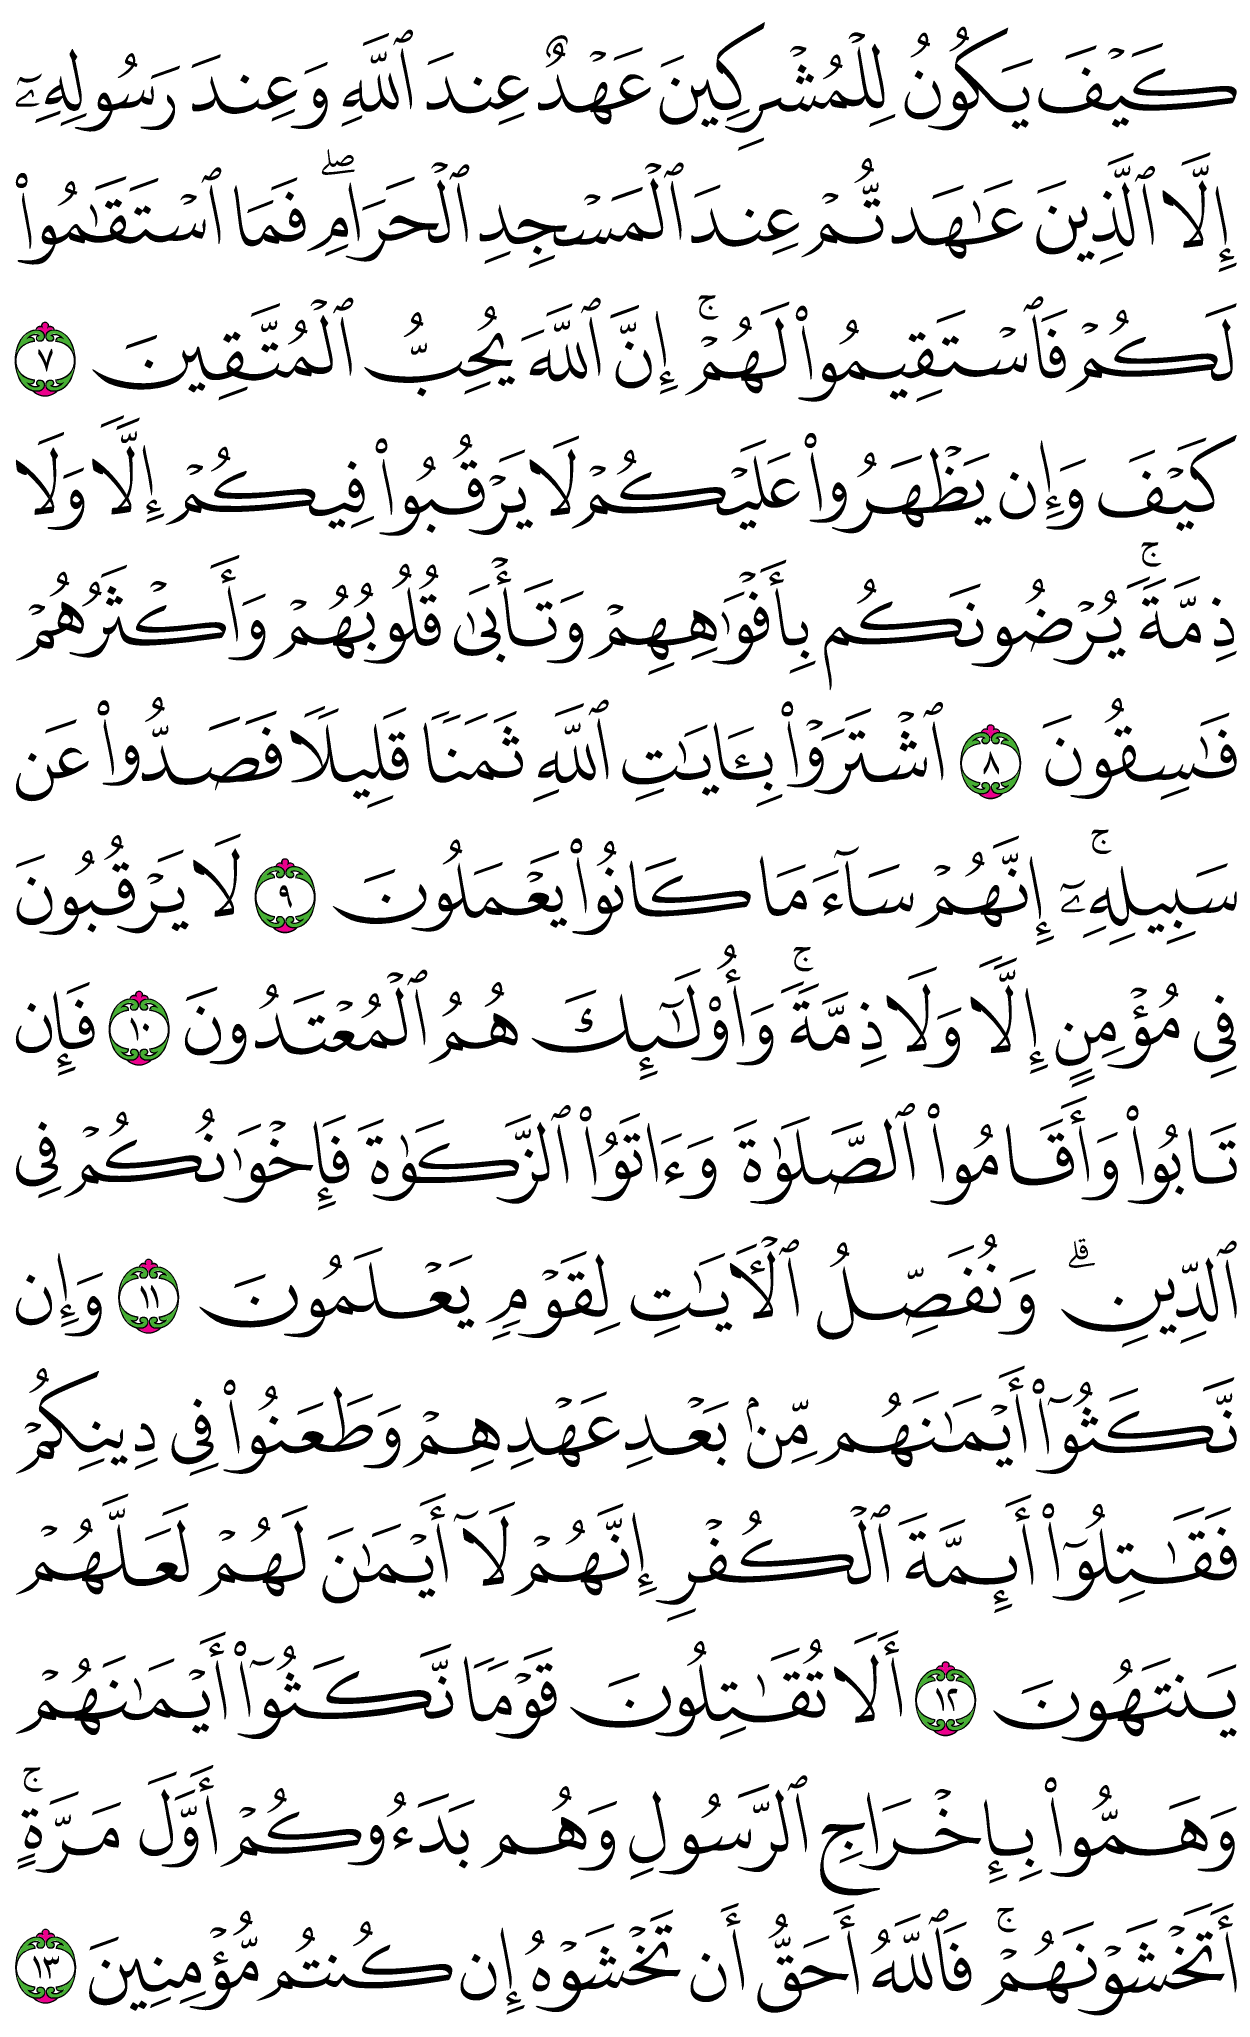 كَيۡفَ يَكُونُ لِلۡمُشۡرِكِينَ عَهۡدٌ عِندَ ٱللَّهِ وَعِندَ رَسُولِهِۦٓ
إِلَّا ٱلَّذِينَ عَٰهَدتُّمۡ عِندَ ٱلۡمَسۡجِدِ ٱلۡحَرَامِۖ فَمَا ٱسۡتَقَٰمُواْ
لَكُمۡ فَٱسۡتَقِيمُواْ لَهُمۡۚ إِنَّ ٱللَّهَ يُحِبُّ ٱلۡمُتَّقِينَ ٧
كَيۡفَ وَإِن يَظۡهَرُواْ عَلَيۡكُمۡ لَا يَرۡقُبُواْ فِيكُمۡ إِلّٗا وَلَا
ذِمَّةٗۚ يُرۡضُونَكُم بِأَفۡوَٰهِهِمۡ وَتَأۡبَىٰ قُلُوبُهُمۡ وَأَكۡثَرُهُمۡ
فَٰسِقُونَ ٨ ٱشۡتَرَوۡاْ بِـَٔايَٰتِ ٱللَّهِ ثَمَنٗا قَلِيلٗا فَصَدُّواْ عَن
سَبِيلِهِۦٓۚ إِنَّهُمۡ سَآءَ مَا كَانُواْ يَعۡمَلُونَ ٩ لَا يَرۡقُبُونَ
فِي مُؤۡمِنٍ إِلّٗا وَلَا ذِمَّةٗۚ وَأُوْلَٰٓئِكَ هُمُ ٱلۡمُعۡتَدُونَ ١٠ فَإِن
تَابُواْ وَأَقَامُواْ ٱلصَّلَوٰةَ وَءَاتَوُاْ ٱلزَّكَوٰةَ فَإِخۡوَٰنُكُمۡ فِي
ٱلدِّينِۗ وَنُفَصِّلُ ٱلۡأٓيَٰتِ لِقَوۡمٖ يَعۡلَمُونَ ١١ وَإِن
نَّكَثُوٓاْ أَيۡمَٰنَهُم مِّنۢ بَعۡدِ عَهۡدِهِمۡ وَطَعَنُواْ فِي دِينِكُمۡ
فَقَٰتِلُوٓاْ أَئِمَّةَ ٱلۡكُفۡرِ إِنَّهُمۡ لَآ أَيۡمَٰنَ لَهُمۡ لَعَلَّهُمۡ
يَنتَهُونَ ١٢ أَلَا تُقَٰتِلُونَ قَوۡمٗا نَّكَثُوٓاْ أَيۡمَٰنَهُمۡ
وَهَمُّواْ بِإِخۡرَاجِ ٱلرَّسُولِ وَهُم بَدَءُوكُمۡ أَوَّلَ مَرَّةٍۚ
أَتَخۡشَوۡنَهُمۡۚ فَٱللَّهُ أَحَقُّ أَن تَخۡشَوۡهُ إِن كُنتُم مُّؤۡمِنِينَ ١٣